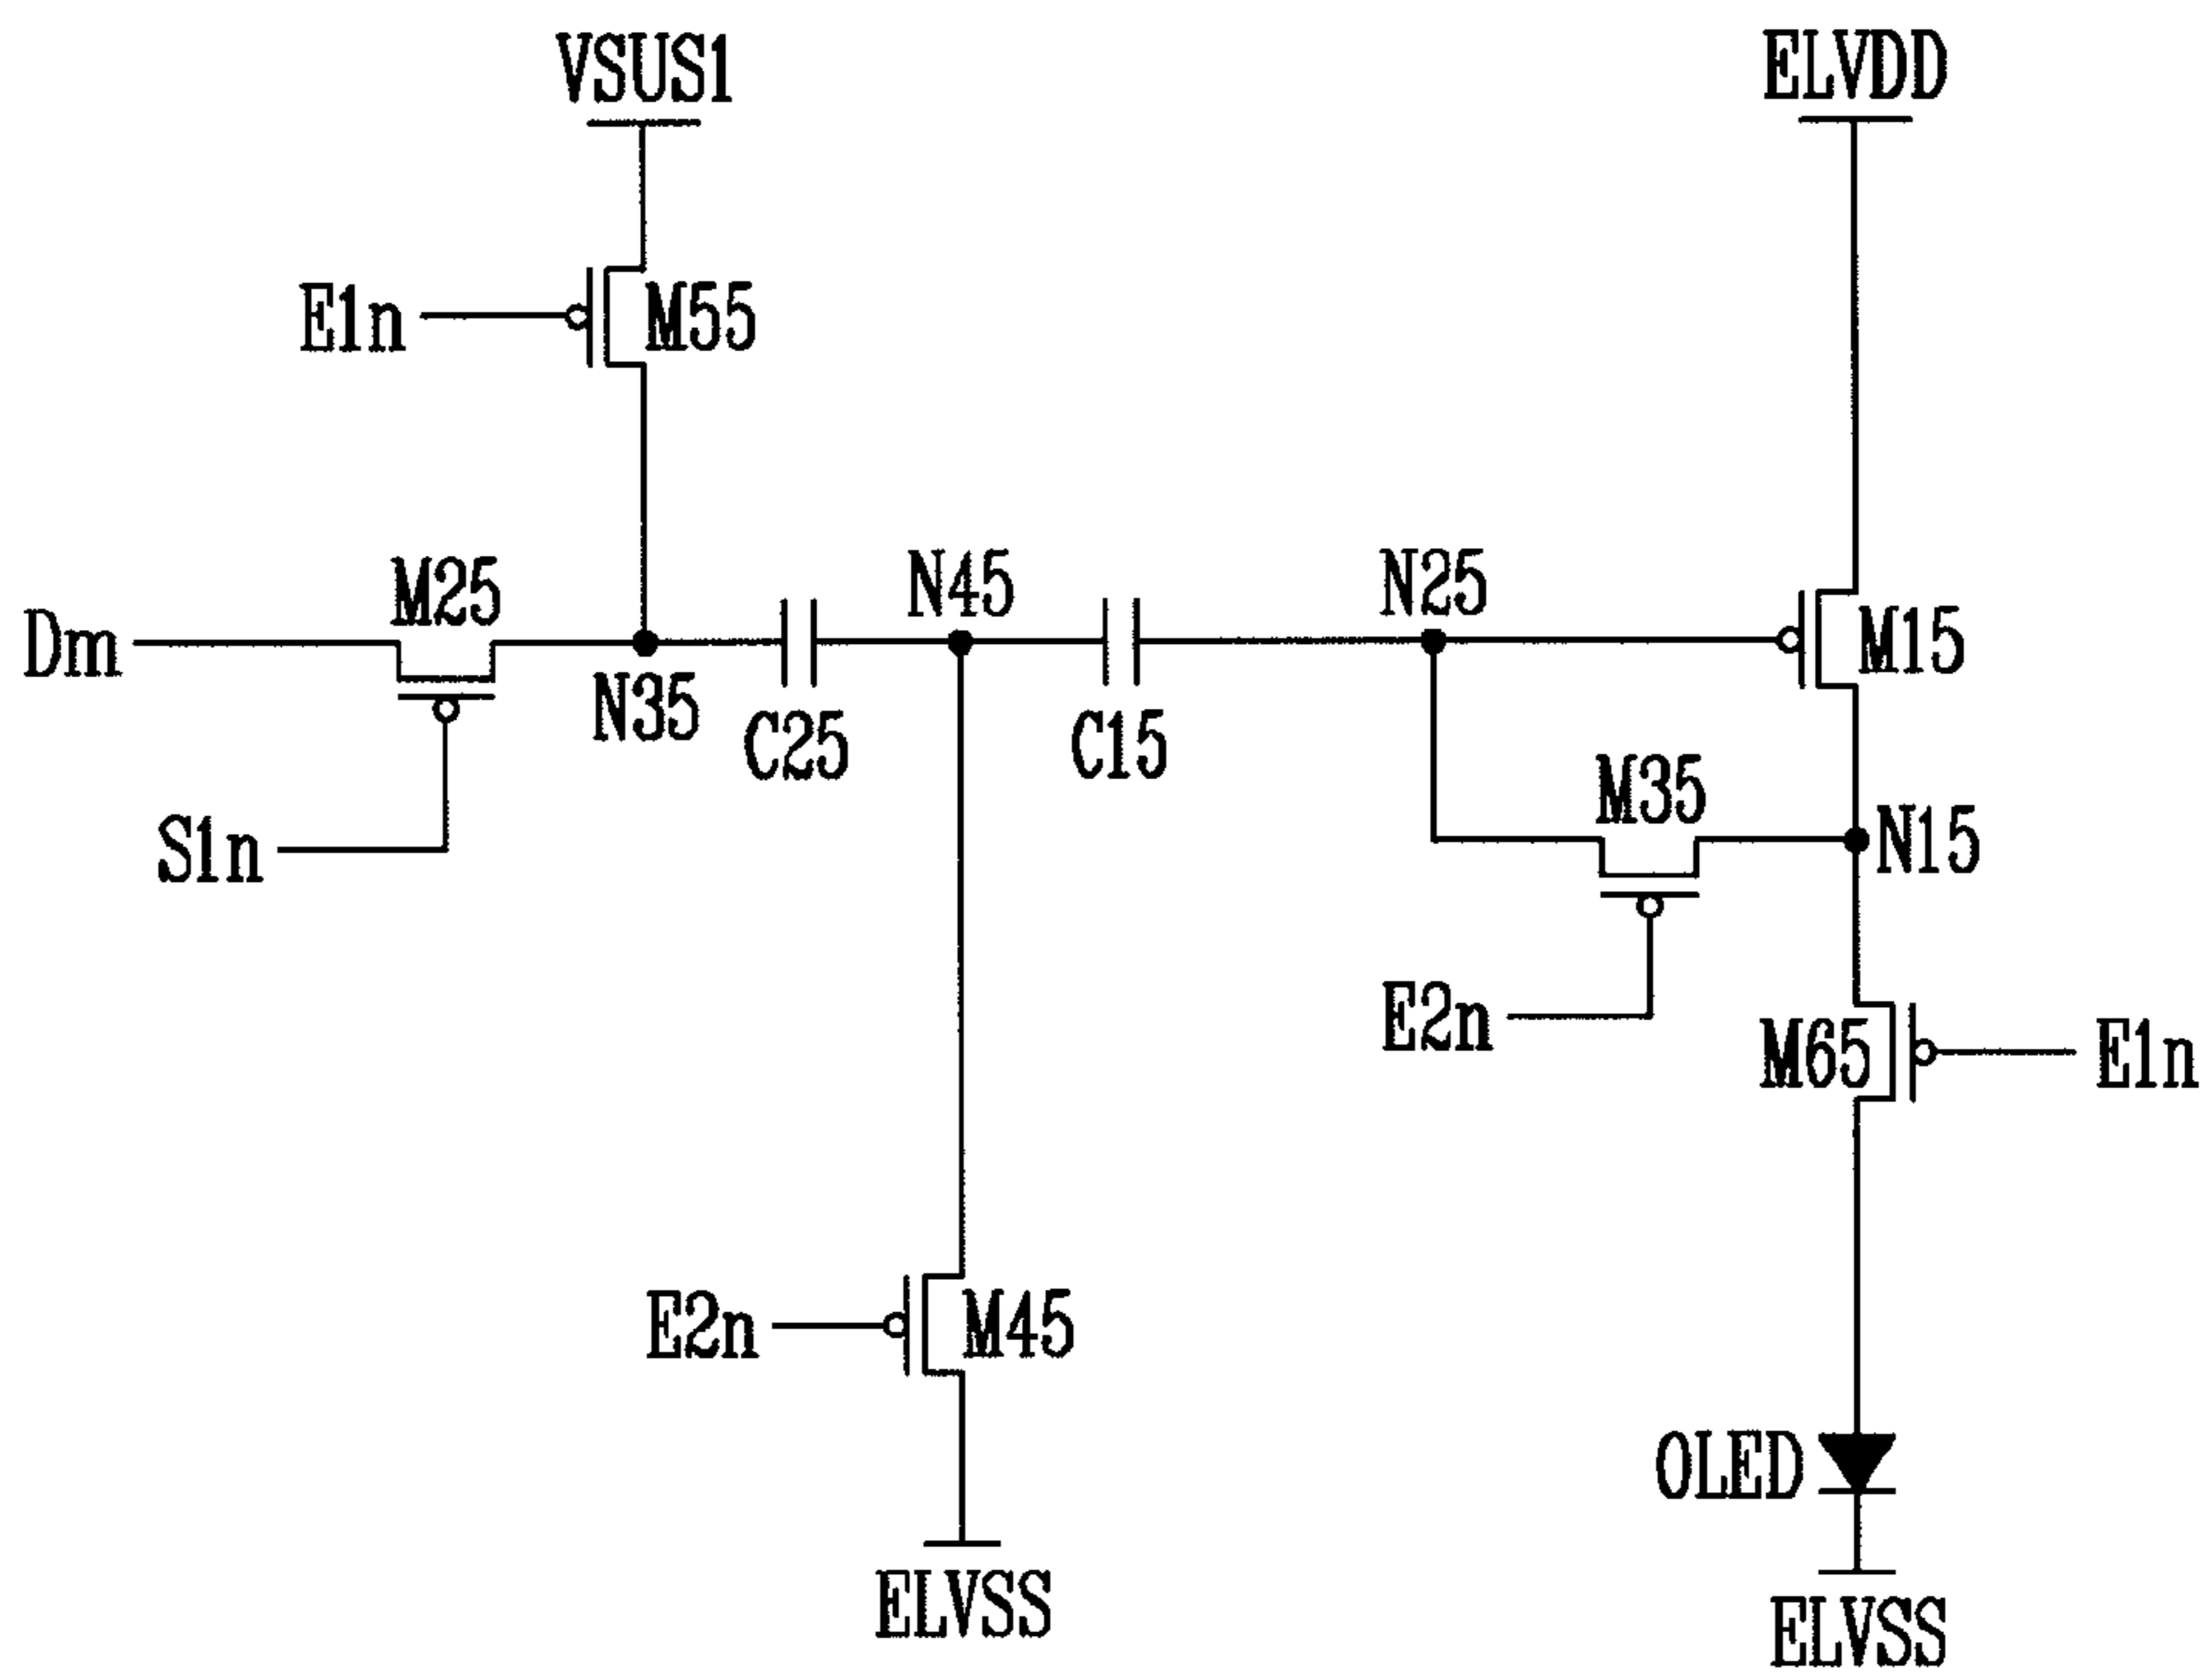 VSUS1
ELVDD
E1n
M55
M25
N45
N25
Dm
M15
N35
C25
C15
M35
N15
S1n
E2n
M65
E1n
E2n
M45
OLED
ELVSS
ELVSS